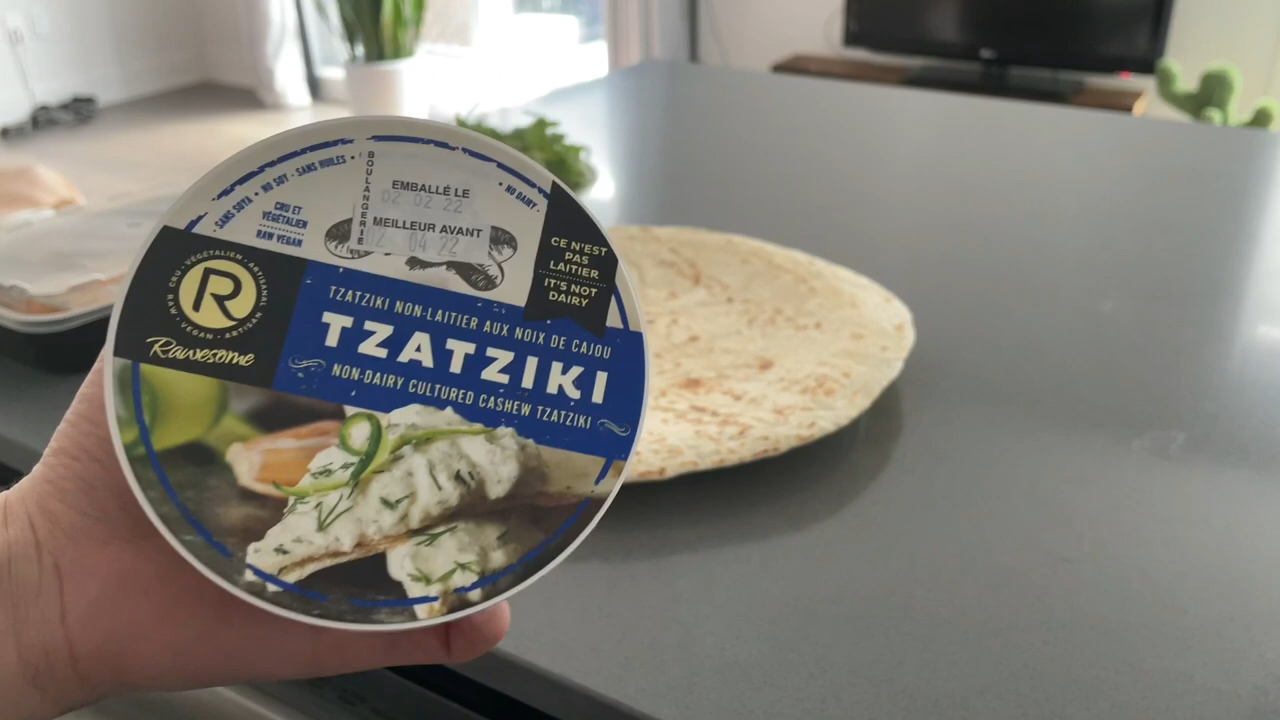 SANS SOYA • NO SOY - SANS HUILES •
• NO DAIRY •
BOULANGERIE
EMBALLÉ LE
02 02 22
MEILLEUR AVANT
02 04 22
CRU ET
VÉGÉTALIEN
RAW VEGAN
CE N'EST
PAS
LAITIER
IT'S NOT
DAIRY
RAW • CRU • VÉGÉTALIEN • ARTISANAL
VEGAN • ARTISAN
R
Rawesome
TZATZIKI NON-LAITIER AUX NOIX DE CAJOU
TZATZIKI
NON-DAIRY CULTURED CASHEW TZATZIKI